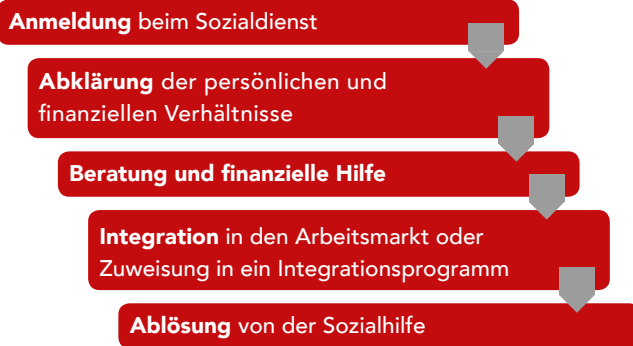 Anmeldung beim Sozialdienst
Abklärung der persönlichen und
finanziellen Verhältnisse
Beratung und finanzielle Hilfe
Integration in den Arbeitsmarkt oder
Zuweisung in ein Integrationsprogramm
Ablösung von der Sozialhilfe